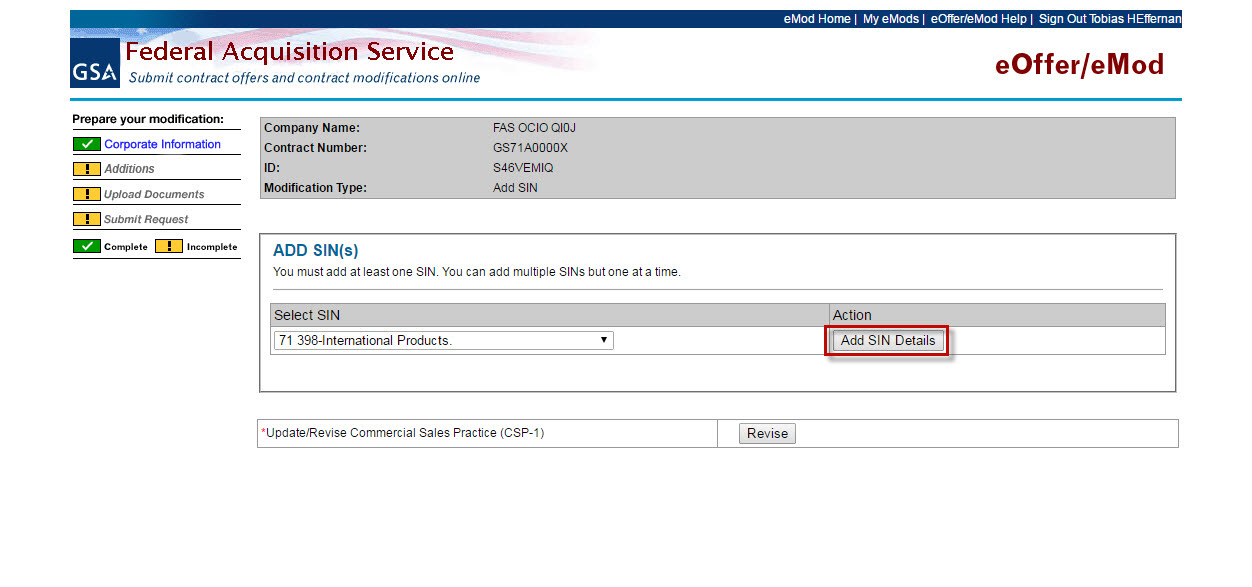 eMod Home | My eMods | eOffer/eMod Help | Sign Out Tobias HEffernan
GSA
Federal Acquisition Service
Submit contract offers and contract modifications online
eOffer/eMod
Prepare your modification:
Corporate Information
! Additions
! Upload Documents
! Submit Request
Complete ! Incomplete
Company Name: FAS OCIO QI0J
Contract Number: GS71A0000X
ID: S46VEMIQ
Modification Type: Add SIN
ADD SIN(s)
You must add at least one SIN. You can add multiple SINs but one at a time.
Select SIN Action
71 398-International Products. Add SIN Details
*Update/Revise Commercial Sales Practice (CSP-1) Revise